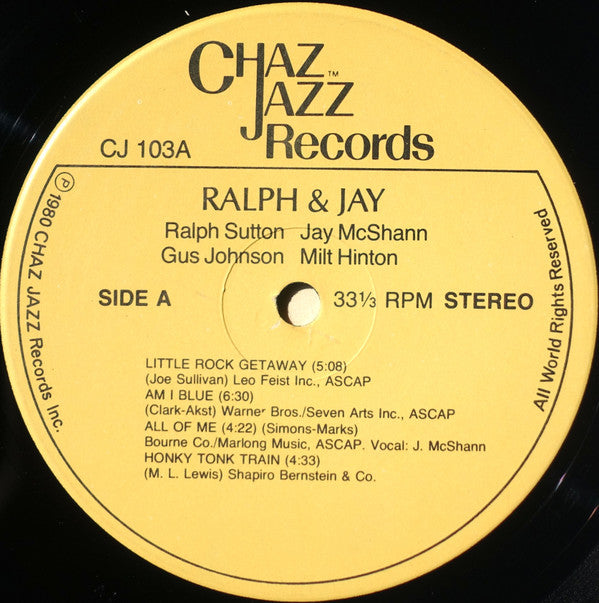 CHAZ™
JAZZ
Records
CJ 103A
RALPH & JAY
Ralph Sutton Jay McShann
Gus Johnson Milt Hinton
SIDE A
33⅓ RPM STEREO
LITTLE ROCK GETAWAY (5:08)
(Joe Sullivan) Leo Feist Inc., ASCAP
AM I BLUE (6:30)
(Clark-Akst) Warner Bros./Seven Arts Inc., ASCAP
ALL OF ME (4:22) (Simons-Marks)
Bourne Co./Marlong Music, ASCAP. Vocal: J. McShann
HONKY TONK TRAIN (4:33)
(M. L. Lewis) Shapiro Bernstein & Co.
℗ 1980 CHAZ JAZZ Records Inc.
All World Rights Reserved